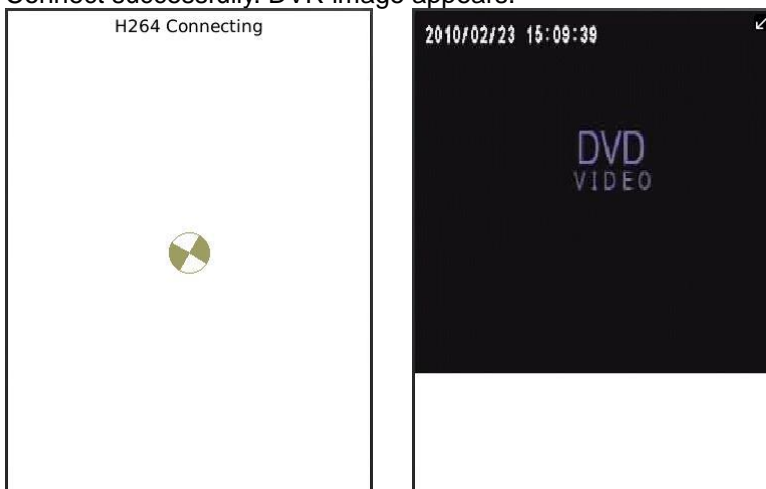 Connect successfully. DVR image appears.
H264 Connecting
2010/02/23 15:09:39
DVD
VIDEO